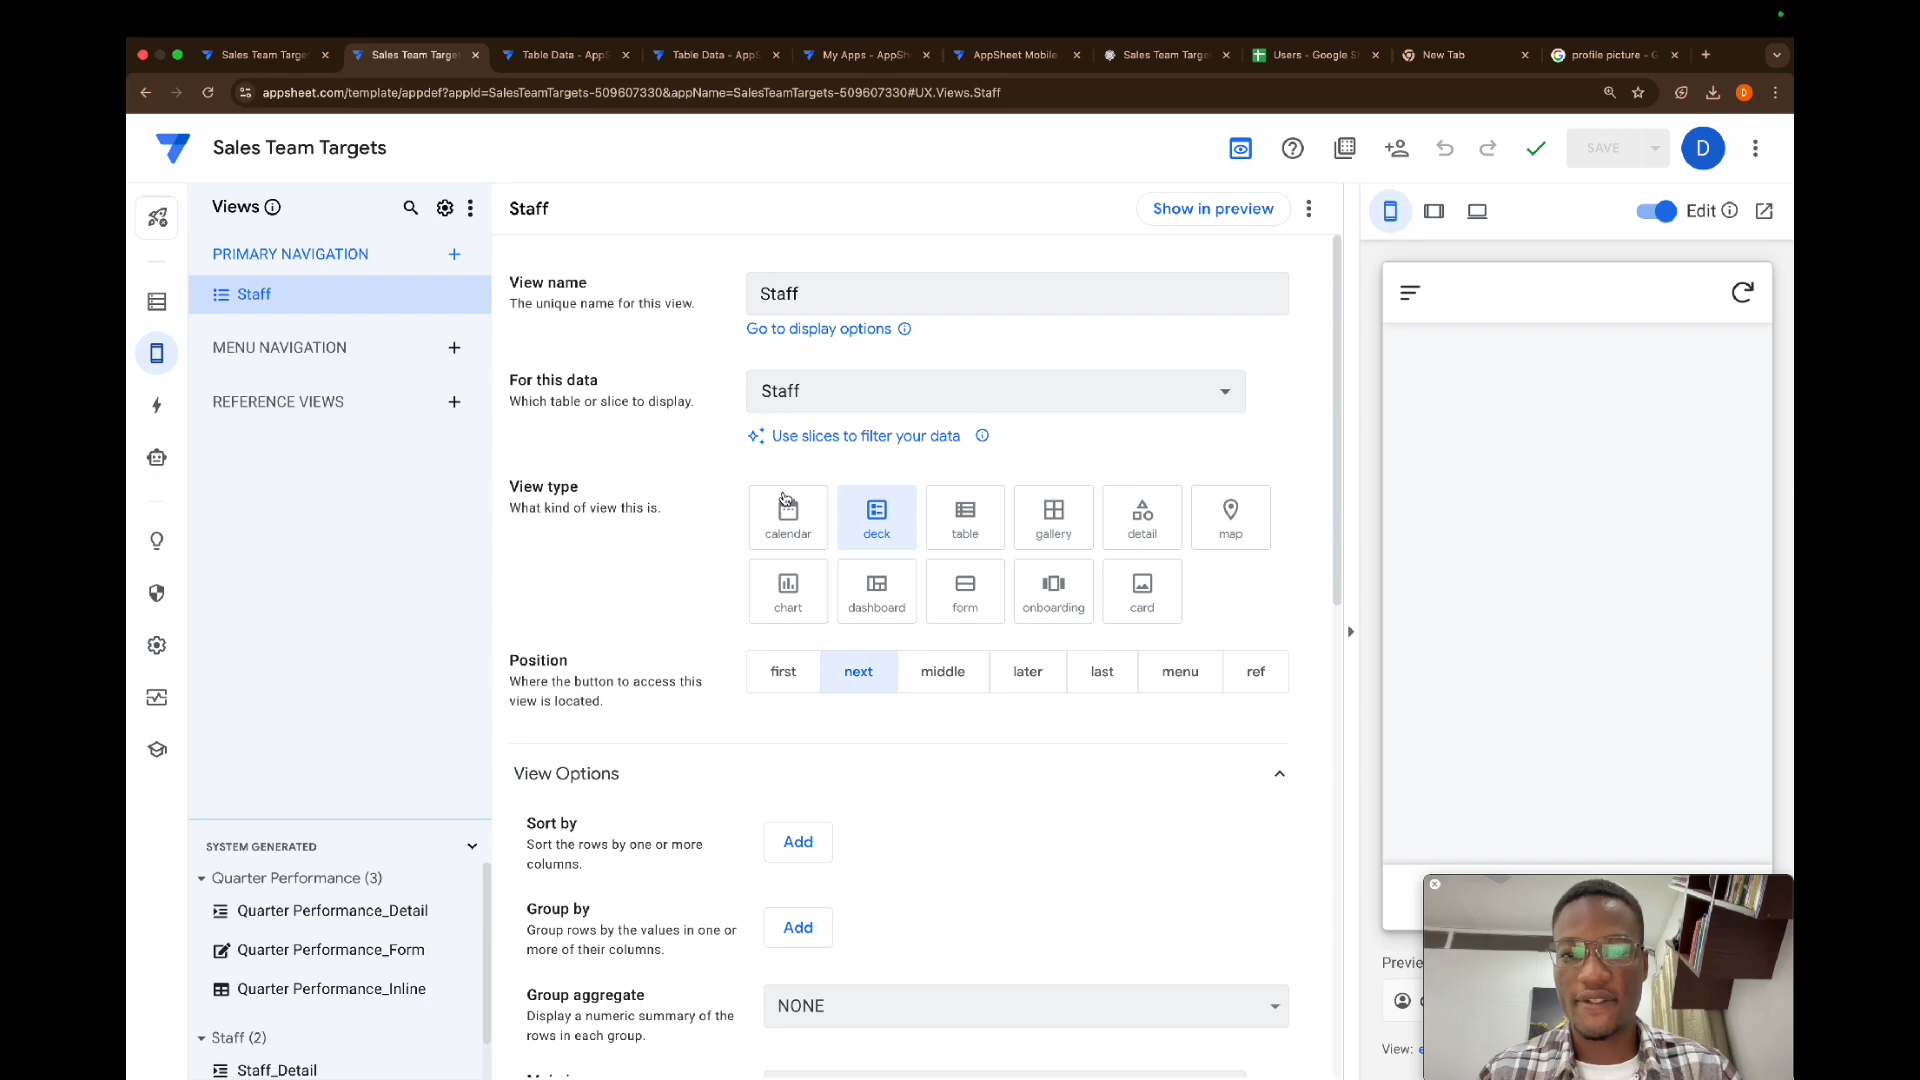 Sales Team Targe
Sales Team Targe
Table Data - AppS
Table Data - AppS
My Apps - AppSh
AppSheet Mobile
Sales Team Targe
Users - Google S
New Tab
profile picture - G
appsheet.com/template/appdef?appId=SalesTeamTargets-509607330&appName=SalesTeamTargets-509607330#UX.Views.Staff
D
Sales Team Targets
SAVE
D
Views
Staff
Show in preview
Edit
PRIMARY NAVIGATION
Staff
MENU NAVIGATION
REFERENCE VIEWS
View name
The unique name for this view.
Staff
Go to display options
For this data
Which table or slice to display.
Staff
Use slices to filter your data
View type
What kind of view this is.
calendar
deck
table
gallery
detail
map
chart
dashboard
form
onboarding
card
Position
Where the button to access this
view is located.
first
next
middle
later
last
menu
ref
View Options
Sort by
Sort the rows by one or more
columns.
Add
Group by
Group rows by the values in one or
more of their columns.
Add
Group aggregate
Display a numeric summary of the
rows in each group.
NONE
SYSTEM GENERATED
Quarter Performance (3)
Quarter Performance_Detail
Quarter Performance_Form
Quarter Performance_Inline
Staff (2)
Staff_Detail
Previe
View: